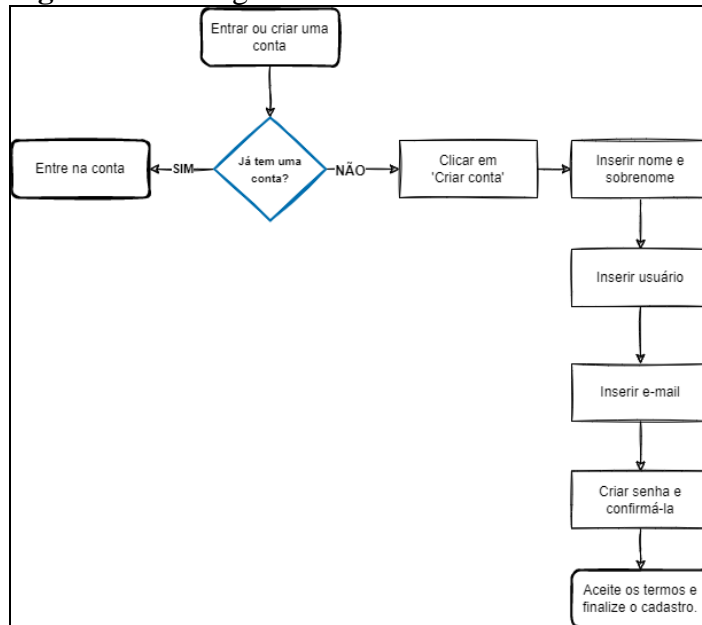 Entrar ou criar uma
conta
Já tem uma
conta?
SIM
Entre na conta
NÃO
Clicar em
'Criar conta'
Inserir nome e
sobrenome
Inserir usuário
Inserir e-mail
Criar senha e
confirmá-la
Aceite os termos e
finalize o cadastro.